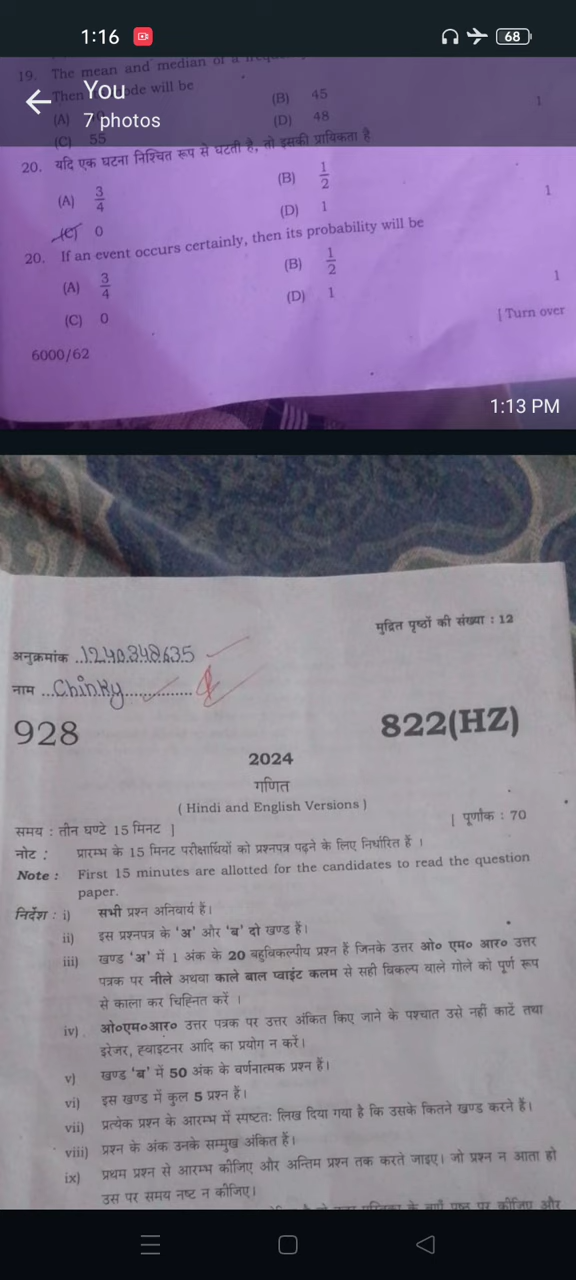 1:16 68
19. The mean and median of a
Then ode will be
You
7 photos
(A) (B) 45 1
(C) 55 (D) 48
20. यदि एक घटना निश्चित रूप से घटती है, तो इसकी प्रायिकता है
(A) 3/4 (B) 1/2 1
(C) 0 (D) 1
20. If an event occurs certainly, then its probability will be
(A) 3/4 (B) 1/2 1
(C) 0 (D) 1
[ Turn over
6000/62
1:13 PM
मुद्रित पृष्ठों की संख्या : 12
अनुक्रमांक ..1240348635
नाम ...Chinky..............
928 822(HZ)
2024
गणित
( Hindi and English Versions )
समय : तीन घण्टे 15 मिनट ] [ पूर्णांक : 70
नोट : प्रारम्भ के 15 मिनट परीक्षार्थियों को प्रश्नपत्र पढ़ने के लिए निर्धारित हैं ।
Note : First 15 minutes are allotted for the candidates to read the question
paper.
निर्देश : i) सभी प्रश्न अनिवार्य हैं।
ii) इस प्रश्नपत्र के 'अ' और 'ब' दो खण्ड हैं।
iii) खण्ड 'अ' में 1 अंक के 20 बहुविकल्पीय प्रश्न हैं जिनके उत्तर ओ० एम० आर० उत्तर
पत्रक पर नीले अथवा काले बाल प्वाइंट कलम से सही विकल्प वाले गोले को पूर्ण रूप
से काला कर चिह्नित करें ।
iv) ओ०एम०आर० उत्तर पत्रक पर उत्तर अंकित किए जाने के पश्चात उसे नहीं काटें तथा
इरेजर, ह्वाइटनर आदि का प्रयोग न करें।
v) खण्ड 'ब' में 50 अंक के वर्णनात्मक प्रश्न हैं।
vi) इस खण्ड में कुल 5 प्रश्न हैं।
vii) प्रत्येक प्रश्न के आरम्भ में स्पष्टतः लिख दिया गया है कि उसके कितने खण्ड करने हैं।
viii) प्रश्न के अंक उनके सम्मुख अंकित हैं।
ix) प्रथम प्रश्न से आरम्भ कीजिए और अन्तिम प्रश्न तक करते जाइए। जो प्रश्न न आता हो
उस पर समय नष्ट न कीजिए।